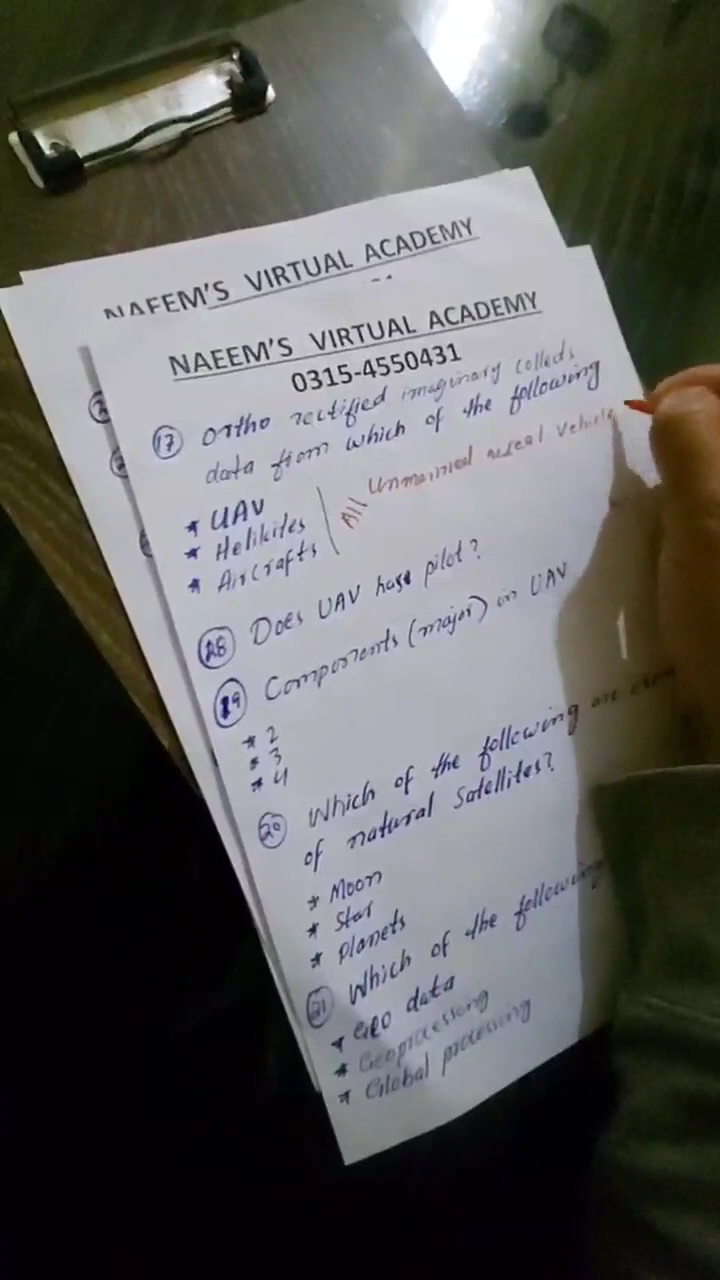 NAEEM'S VIRTUAL ACADEMY
NAEEM'S VIRTUAL ACADEMY
0315-4550431
17 Ortho rectified imaginary collects
data from which of the following
* UAV
* Helikites
* Aircrafts
All Unmanned aereal Vehicle
28 Does UAV have pilot?
19 Components (major) in UAV
* 2
* 3
* 4
20 Which of the following are
of natural Satellites?
* Moon
* Star
* Planets
21 Which of the following
* GEO data
* Geoprocessing
* Global processing